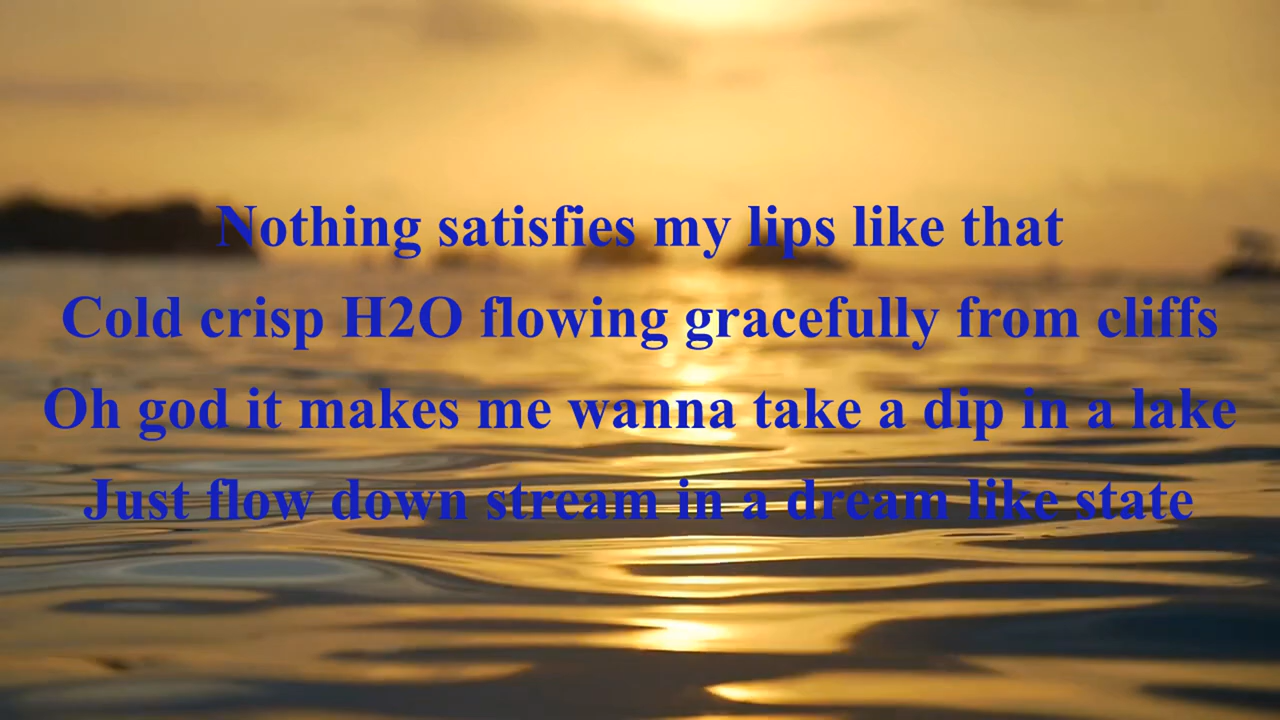 Nothing satisfies my lips like that
Cold crisp H2O flowing gracefully from cliffs
Oh god it makes me wanna take a dip in a lake
Just flow down stream in a dream like state